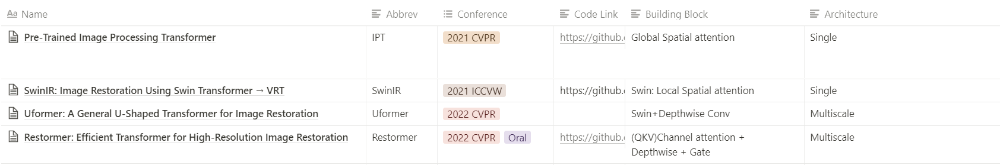 Aa Name Abbrev Conference Code Link Building Block Architecture
Pre-Trained Image Processing Transformer IPT 2021 CVPR https://github. Global Spatial attention Single
SwinIR: Image Restoration Using Swin Transformer → VRT SwinIR 2021 ICCVW https://github. Swin: Local Spatial attention Single
Uformer: A General U-Shaped Transformer for Image Restoration Uformer 2022 CVPR Swin+Depthwise Conv Multiscale
Restormer: Efficient Transformer for High-Resolution Image Restoration Restormer 2022 CVPR Oral https://github. (QKV)Channel attention + Multiscale
Depthwise + Gate